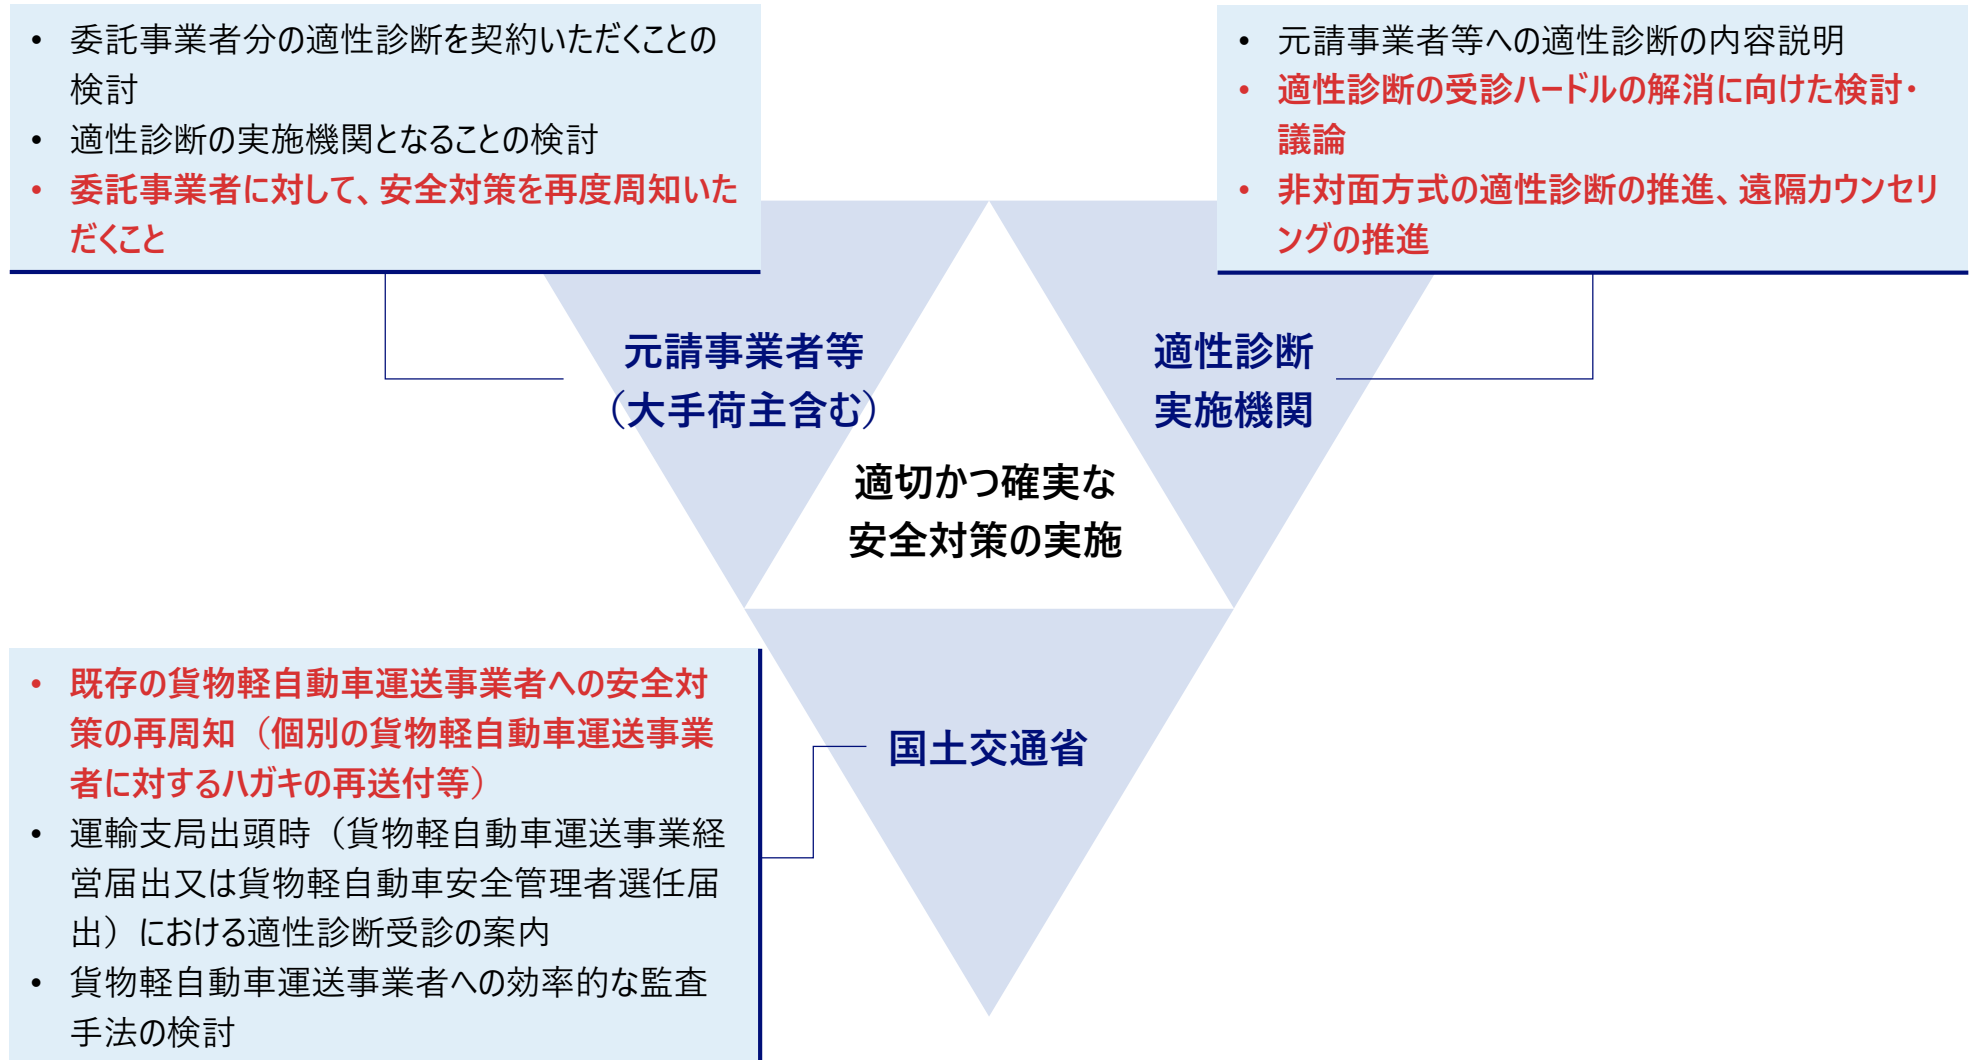 • 委託事業者分の適性診断を契約いただくことの
検討
• 適性診断の実施機関となることの検討
• 委託事業者に対して、安全対策を再度周知いた
だくこと
• 元請事業者等への適性診断の内容説明
• 適性診断の受診ハードルの解消に向けた検討・
議論
• 非対面方式の適性診断の推進、遠隔カウンセリ
ングの推進
元請事業者等
（大手荷主含む）
適性診断
実施機関
適切かつ確実な
安全対策の実施
国土交通省
• 既存の貨物軽自動車運送事業者への安全対
策の再周知（個別の貨物軽自動車運送事業
者に対するハガキの再送付等）
• 運輸支局出頭時（貨物軽自動車運送事業経
営届出又は貨物軽自動車安全管理者選任届
出）における適性診断受診の案内
• 貨物軽自動車運送事業者への効率的な監査
手法の検討